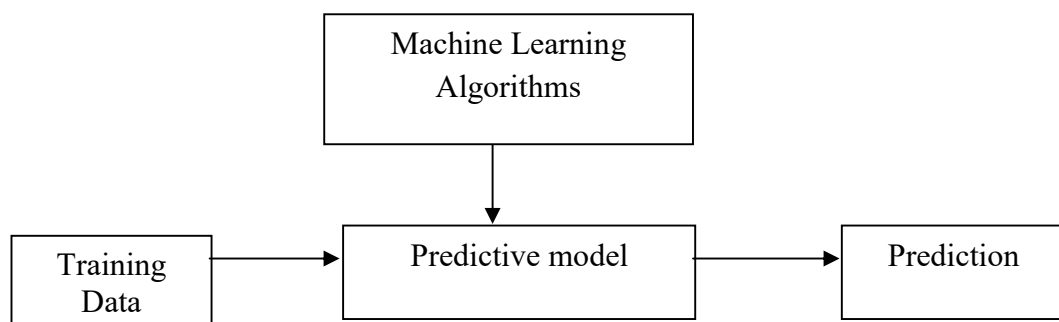 Machine Learning
Algorithms
Predictive model
Prediction
Training
Data